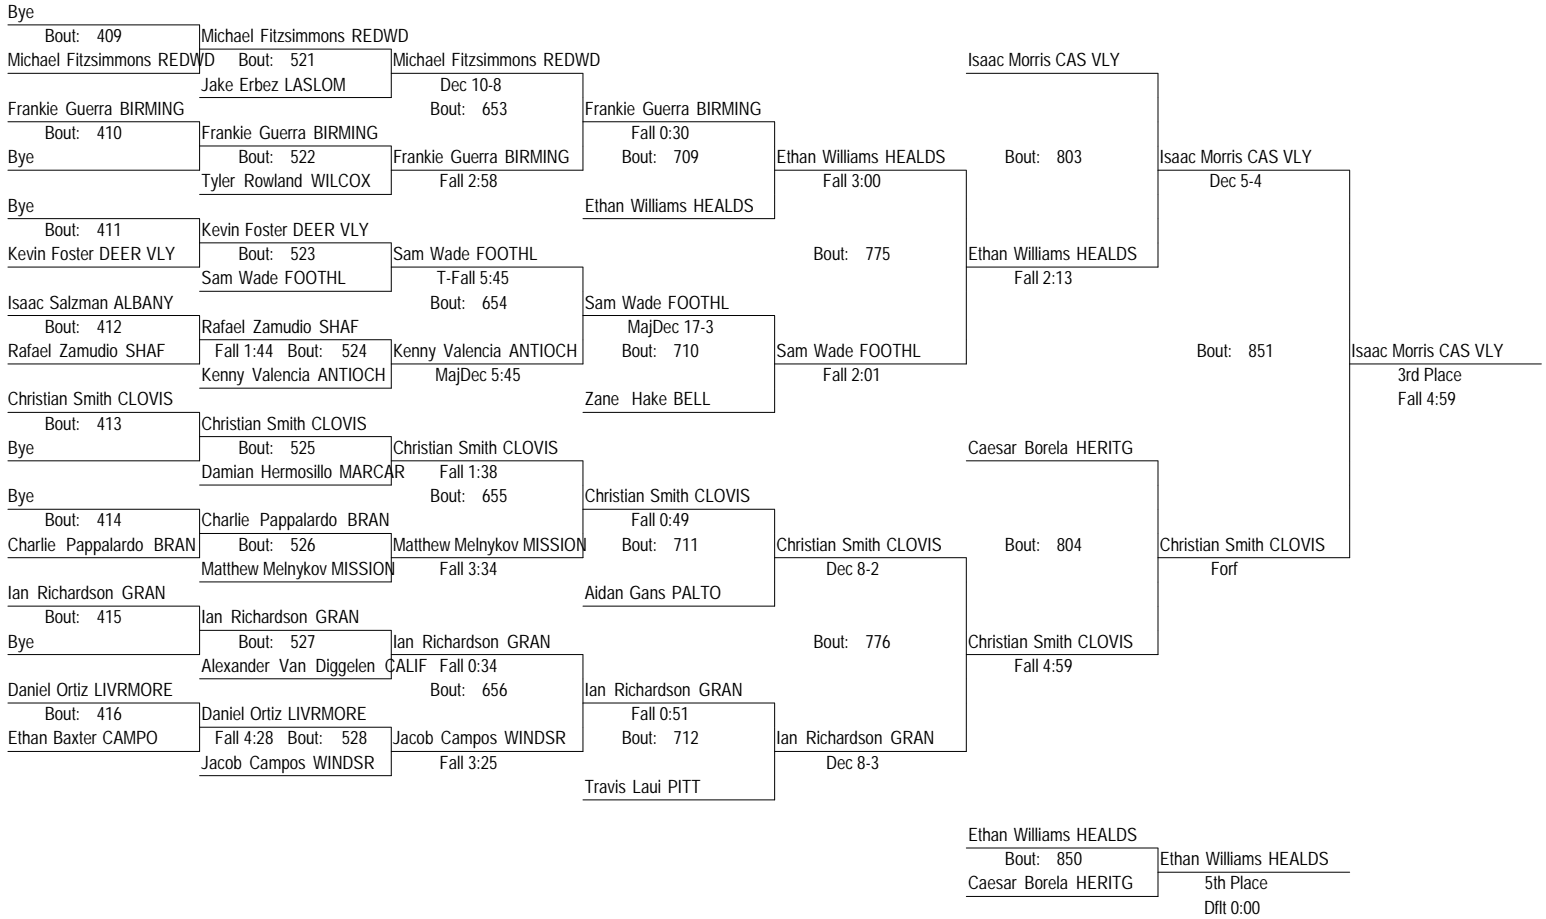 Bye
Bout: 409
Michael Fitzsimmons REDWD
Frankie Guerra BIRMING
Bout: 410
Bye
Bye
Bout: 411
Kevin Foster DEER VLY
Isaac Salzman ALBANY
Bout: 412
Rafael Zamudio SHAF
Christian Smith CLOVIS
Bout: 413
Bye
Bye
Bout: 414
Charlie Pappalardo BRAN
Ian Richardson GRAN
Bout: 415
Bye
Daniel Ortiz LIVRMORE
Bout: 416
Ethan Baxter CAMPO
Michael Fitzsimmons REDWD
Bout: 521
Jake Erbez LASLOM
Frankie Guerra BIRMING
Bout: 522
Tyler Rowland WILCOX
Kevin Foster DEER VLY
Bout: 523
Sam Wade FOOTHL
Rafael Zamudio SHAF
Fall 1:44 Bout: 524
Kenny Valencia ANTIOCH
Christian Smith CLOVIS
Bout: 525
Damian Hermosillo MARCAR
Charlie Pappalardo BRAN
Bout: 526
Matthew Melnykov MISSION
Ian Richardson GRAN
Bout: 527
Alexander Van Diggelen CALIF
Daniel Ortiz LIVRMORE
Fall 4:28 Bout: 528
Jacob Campos WINDSR
Michael Fitzsimmons REDWD
Dec 10-8
Bout: 653
Frankie Guerra BIRMING
Fall 2:58
Sam Wade FOOTHL
T-Fall 5:45
Bout: 654
Kenny Valencia ANTIOCH
MajDec 5:45
Christian Smith CLOVIS
Fall 1:38
Bout: 655
Matthew Melnykov MISSION
Fall 3:34
Ian Richardson GRAN
Fall 0:34
Bout: 656
Jacob Campos WINDSR
Fall 3:25
Frankie Guerra BIRMING
Fall 0:30
Bout: 709
Ethan Williams HEALDS
Sam Wade FOOTHL
MajDec 17-3
Bout: 710
Zane Hake BELL
Christian Smith CLOVIS
Fall 0:49
Bout: 711
Aidan Gans PALTO
Ian Richardson GRAN
Fall 0:51
Bout: 712
Travis Laui PITT
Ethan Williams HEALDS
Fall 3:00
Bout: 775
Sam Wade FOOTHL
Fall 2:01
Christian Smith CLOVIS
Dec 8-2
Bout: 776
Ian Richardson GRAN
Dec 8-3
Isaac Morris CAS VLY
Bout: 803
Ethan Williams HEALDS
Fall 2:13
Caesar Borela HERITG
Bout: 804
Christian Smith CLOVIS
Fall 4:59
Isaac Morris CAS VLY
Dec 5-4
Bout: 851
Christian Smith CLOVIS
Forf
Isaac Morris CAS VLY
3rd Place
Fall 4:59
Ethan Williams HEALDS
Bout: 850
Caesar Borela HERITG
Ethan Williams HEALDS
5th Place
Dflt 0:00